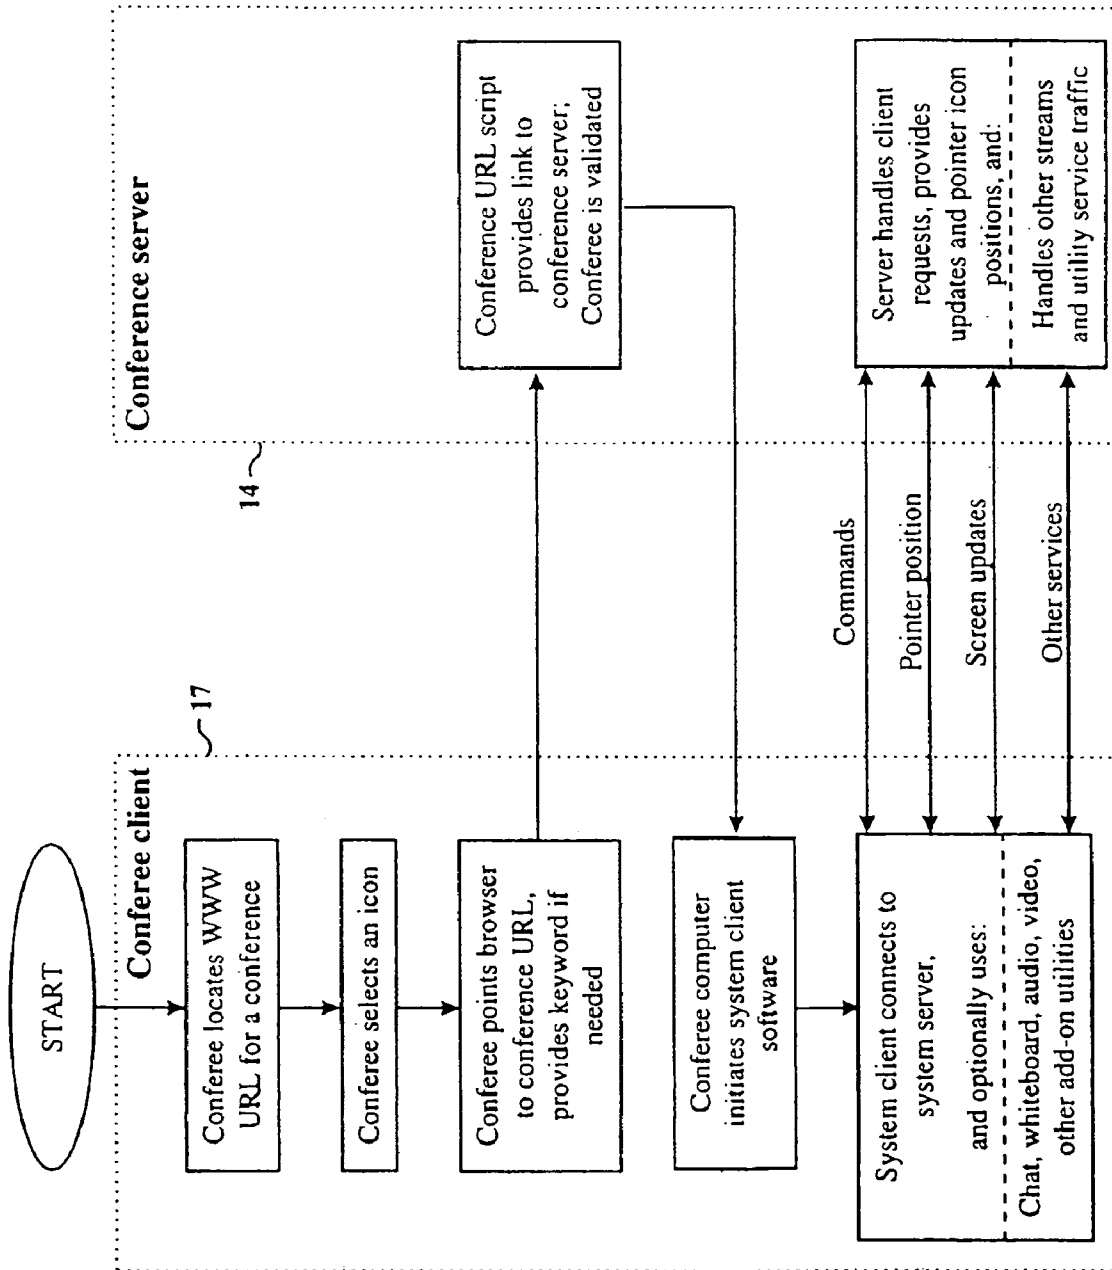 START
Conferee client
17
Conferee locates WWW
URL for a conference
Conferee selects an icon
Conferee points browser
to conference URL,
provides keyword if
needed
Conferee computer
initiates system client
software
System client connects to
system server,
and optionally uses:
Chat, whiteboard, audio, video,
other add-on utilities
Commands
Pointer position
Screen updates
Other services
14
Conference server
Conference URL script
provides link to
conference server;
Conferee is validated
Server handles client
requests, provides
updates and pointer icon
positions, and:
Handles other streams
and utility service traffic